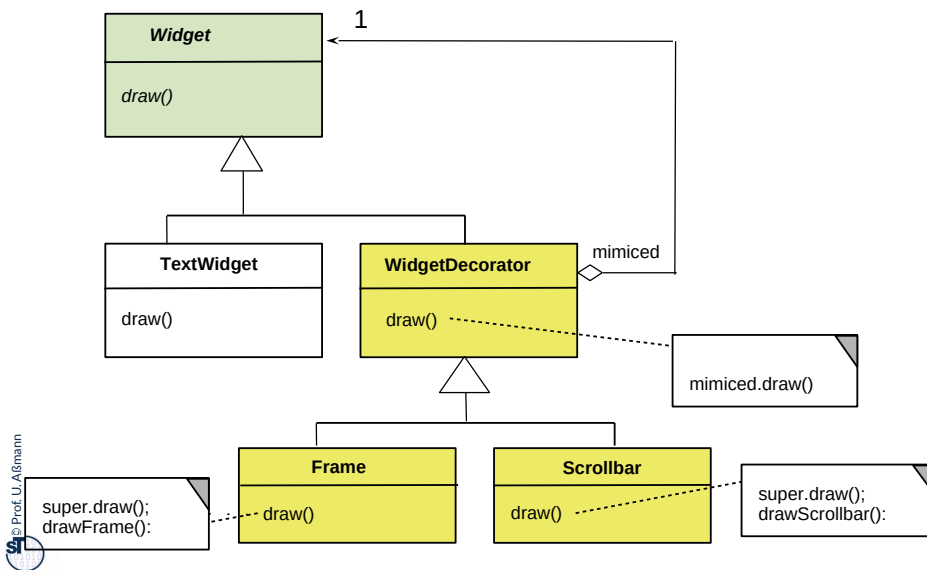 1
Widget
draw()
TextWidget
draw()
WidgetDecorator
draw()
mimiced
mimiced.draw()
Frame
draw()
Scrollbar
draw()
super.draw();
drawFrame():
super.draw();
drawScrollbar():
© Prof. U. Aßmann
ST